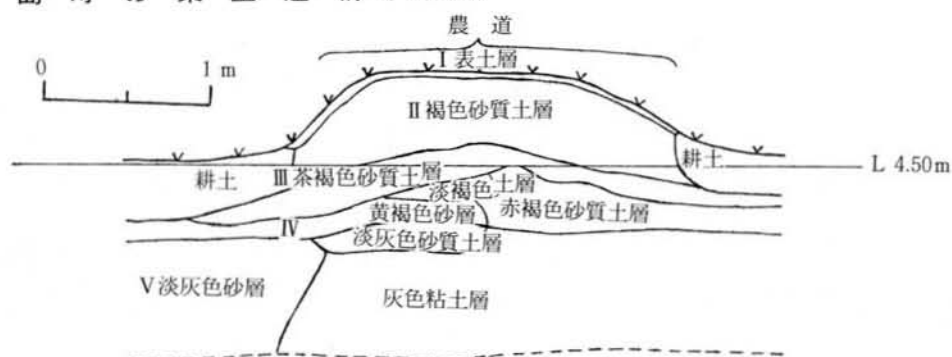 農道
I 表土層
0 1 m
II 褐色砂質土層
耕土
耕土
L 4.50m
III 茶褐色砂質土層
淡褐色土層
黄褐色砂層
赤褐色砂質土層
IV
淡灰色砂質土層
V 淡灰色砂層
灰色粘土層